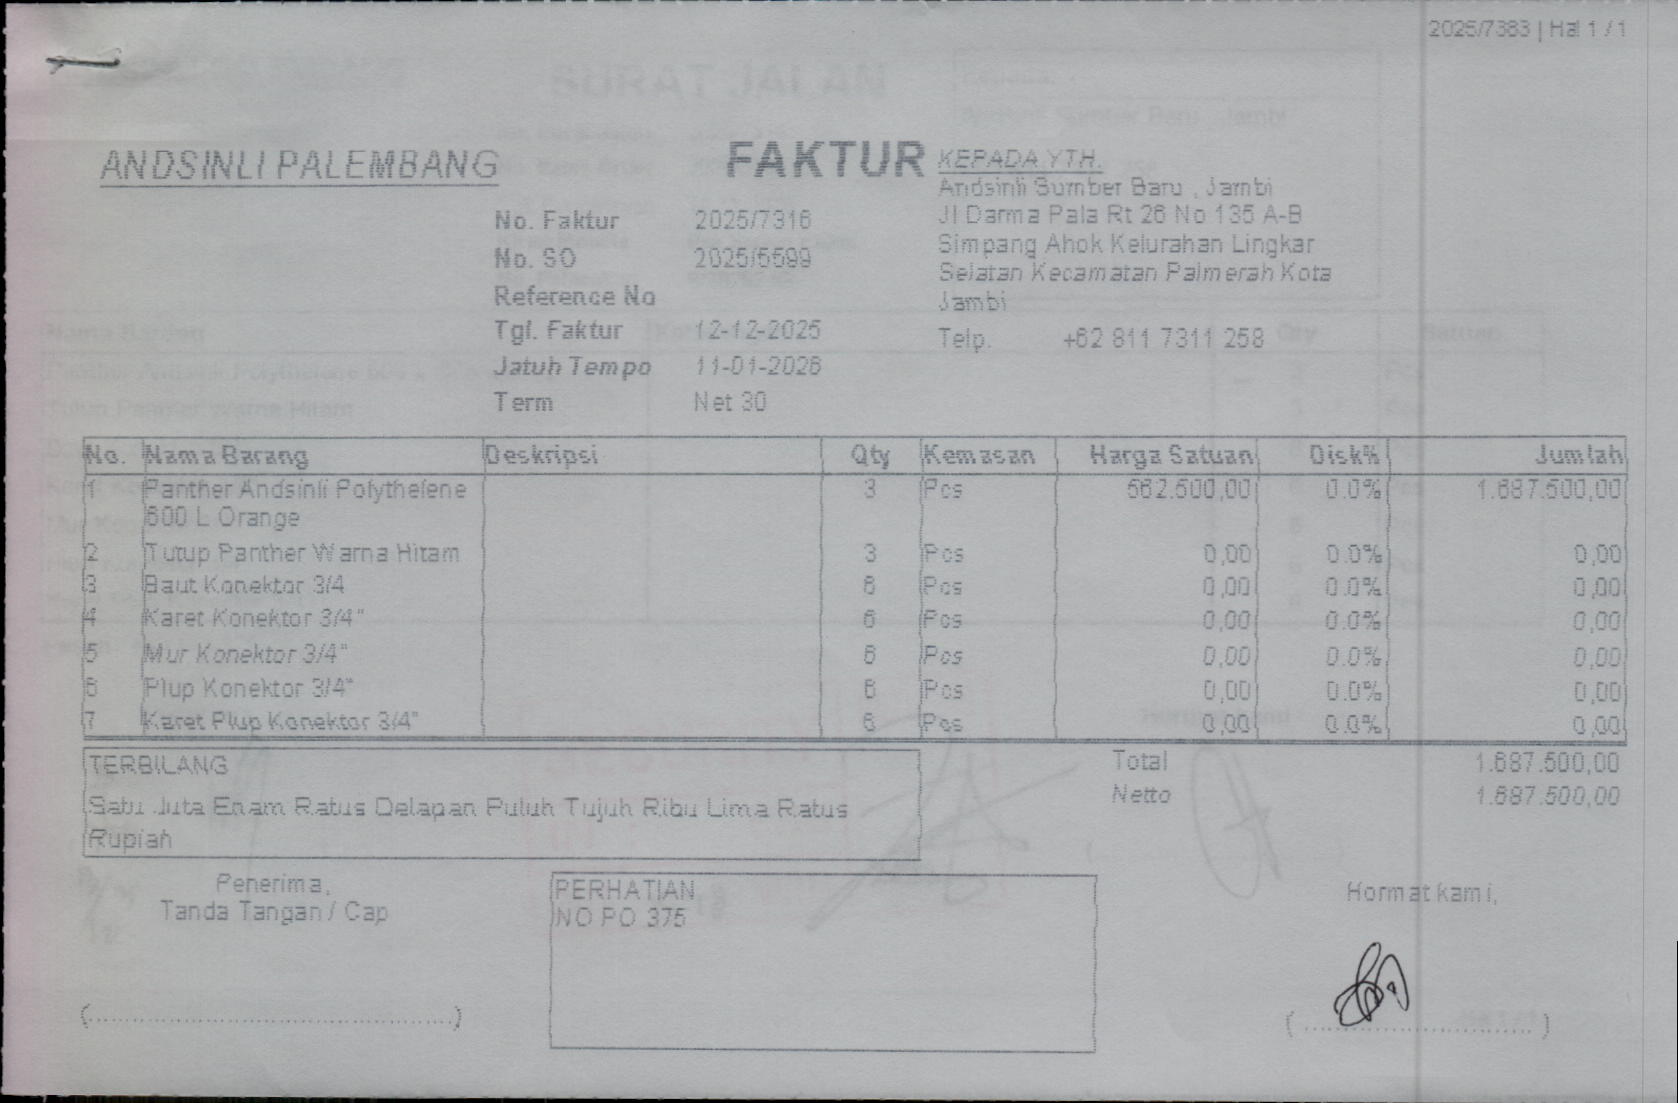 2025/7383 | Hal 1 / 1
ANDSINLI PALEMBANG
FAKTUR
KEPADA YTH.
Andsinli Sumber Baru , Jambi
Jl Darma Pala Rt 26 No 135 A-B
Simpang Ahok Kelurahan Lingkar
Selatan Kecamatan Palmerah Kota
Jambi
Telp. +62 811 7311 258
No. Faktur 2025/7316
No. SO 2025/5599
Reference No
Tgl. Faktur 12-12-2025
Jatuh Tempo 11-01-2026
Term Net 30
No. Nama Barang Deskripsi Qty Kemasan Harga Satuan Disk% Jumlah
1 Panther Andsinli Polythelene 3 Pcs 562.500,00 0.0% 1.687.500,00
600 L Orange
2 Tutup Panther Warna Hitam 3 Pcs 0,00 0.0% 0,00
3 Baut Konektor 3/4 6 Pcs 0,00 0.0% 0,00
4 Karet Konektor 3/4" 6 Pcs 0,00 0.0% 0,00
5 Mur Konektor 3/4" 6 Pcs 0,00 0.0% 0,00
6 Plup Konektor 3/4" 6 Pcs 0,00 0.0% 0,00
7 Karet Plup Konektor 3/4" 6 Pcs 0,00 0.0% 0,00
TERBILANG
Satu Juta Enam Ratus Delapan Puluh Tujuh Ribu Lima Ratus
Rupiah
Total 1.687.500,00
Netto 1.687.500,00
Penerima,
Tanda Tangan / Cap
PERHATIAN
NO PO 375
Hormat kami,